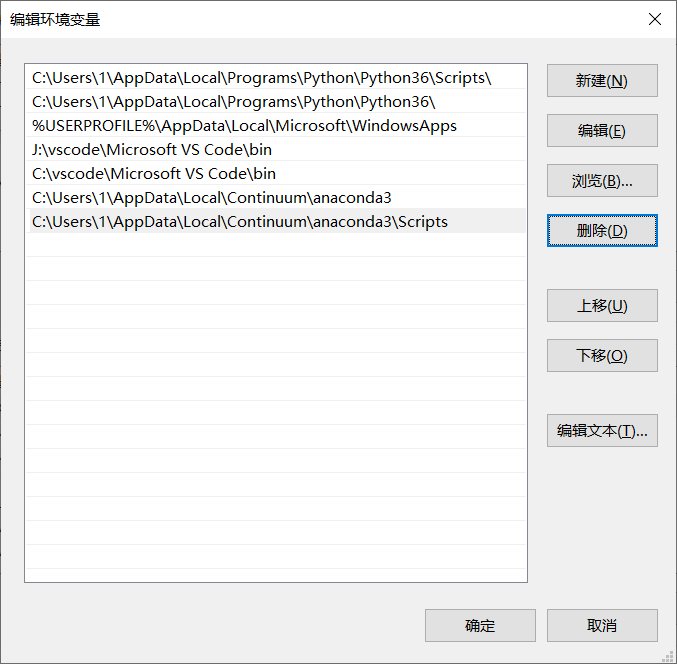 编辑环境变量
C:\Users\1\AppData\Local\Programs\Python\Python36\Scripts\
C:\Users\1\AppData\Local\Programs\Python\Python36\
%USERPROFILE%\AppData\Local\Microsoft\WindowsApps
J:\vscode\Microsoft VS Code\bin
C:\vscode\Microsoft VS Code\bin
C:\Users\1\AppData\Local\Continuum\anaconda3
C:\Users\1\AppData\Local\Continuum\anaconda3\Scripts
新建(N)
编辑(E)
浏览(B)...
删除(D)
上移(U)
下移(O)
编辑文本(T)...
确定
取消